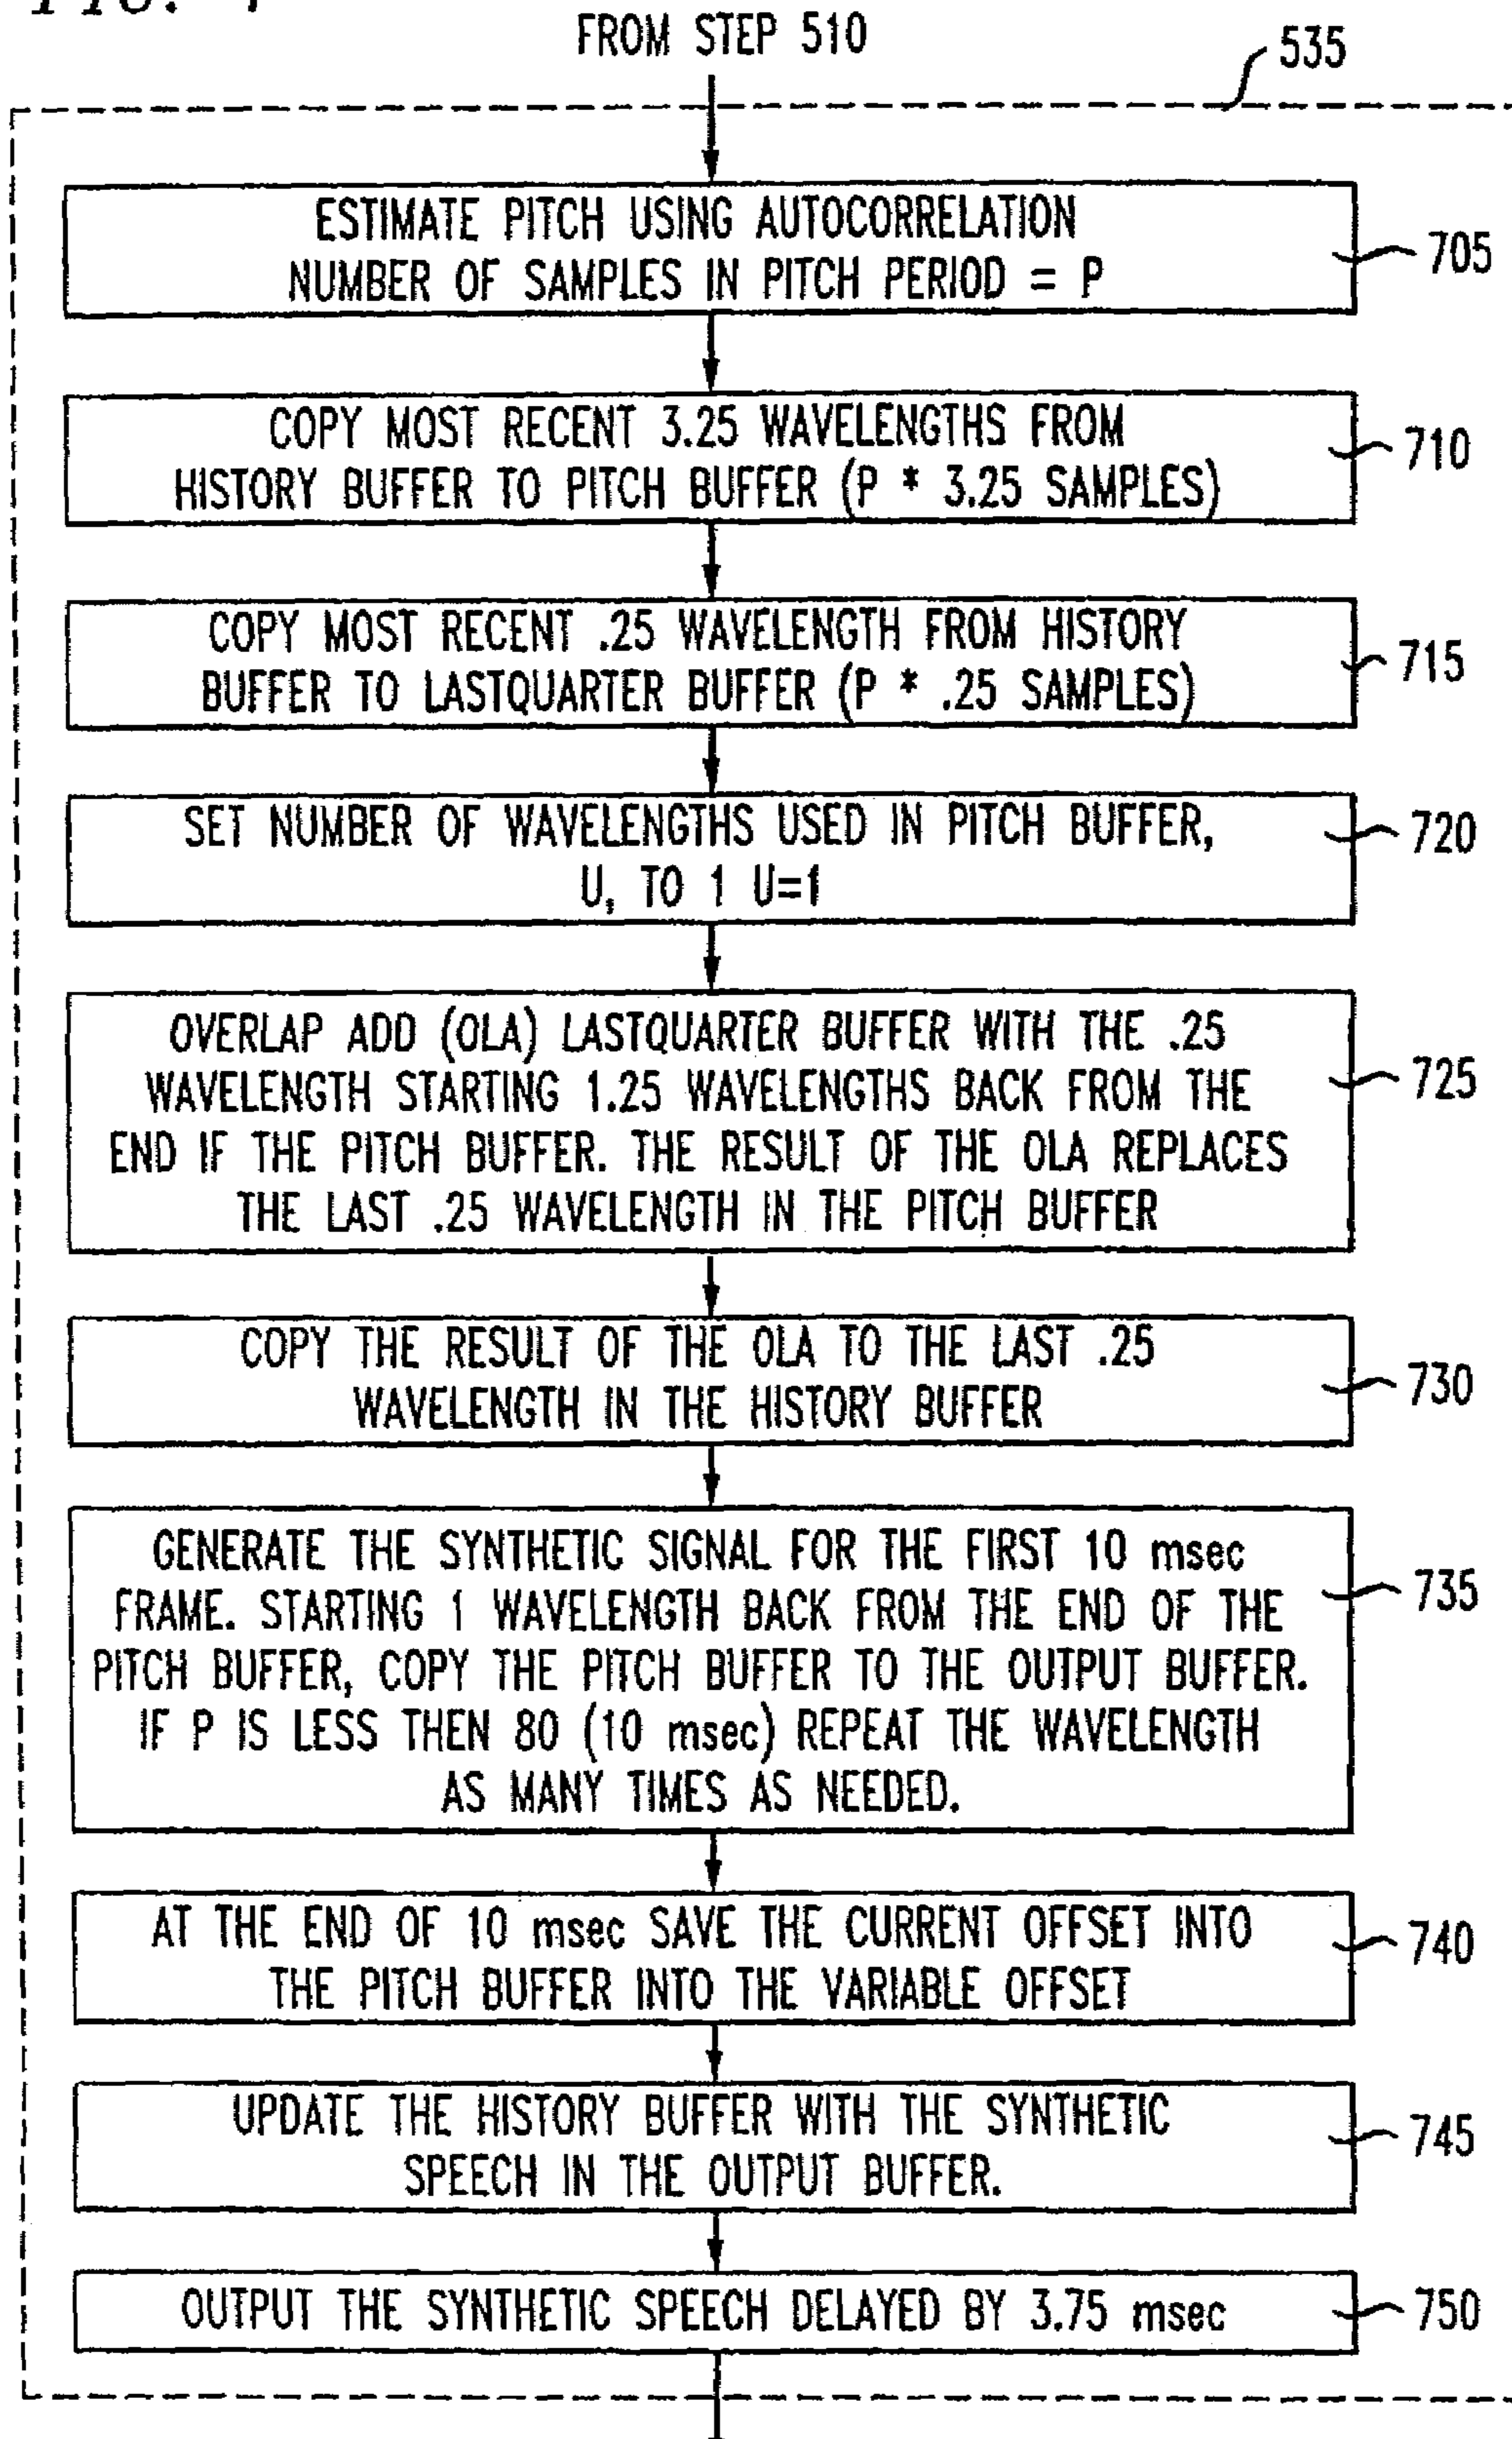 FROM STEP 510
535
ESTIMATE PITCH USING AUTOCORRELATION
NUMBER OF SAMPLES IN PITCH PERIOD = P
705
COPY MOST RECENT 3.25 WAVELENGTHS FROM
HISTORY BUFFER TO PITCH BUFFER (P * 3.25 SAMPLES)
710
COPY MOST RECENT .25 WAVELENGTH FROM HISTORY
BUFFER TO LASTQUARTER BUFFER (P * .25 SAMPLES)
715
SET NUMBER OF WAVELENGTHS USED IN PITCH BUFFER,
U, TO 1 U=1
720
OVERLAP ADD (OLA) LASTQUARTER BUFFER WITH THE .25
WAVELENGTH STARTING 1.25 WAVELENGTHS BACK FROM THE
END IF THE PITCH BUFFER. THE RESULT OF THE OLA REPLACES
THE LAST .25 WAVELENGTH IN THE PITCH BUFFER
725
COPY THE RESULT OF THE OLA TO THE LAST .25
WAVELENGTH IN THE HISTORY BUFFER
730
GENERATE THE SYNTHETIC SIGNAL FOR THE FIRST 10 msec
FRAME. STARTING 1 WAVELENGTH BACK FROM THE END OF THE
PITCH BUFFER, COPY THE PITCH BUFFER TO THE OUTPUT BUFFER.
IF P IS LESS THEN 80 (10 msec) REPEAT THE WAVELENGTH
AS MANY TIMES AS NEEDED.
735
AT THE END OF 10 msec SAVE THE CURRENT OFFSET INTO
THE PITCH BUFFER INTO THE VARIABLE OFFSET
740
UPDATE THE HISTORY BUFFER WITH THE SYNTHETIC
SPEECH IN THE OUTPUT BUFFER.
745
OUTPUT THE SYNTHETIC SPEECH DELAYED BY 3.75 msec
750